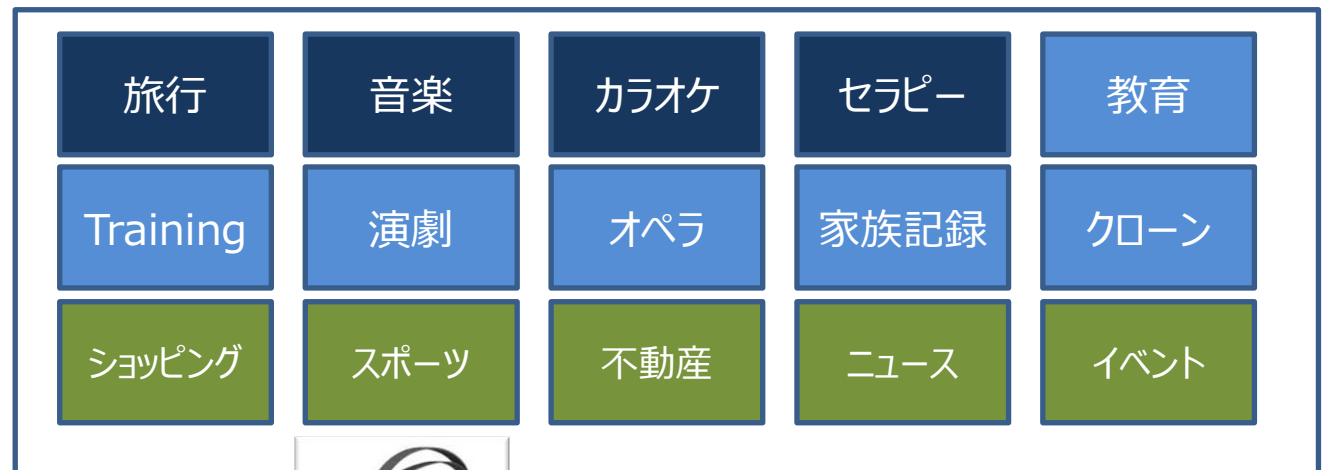 旅行 音楽 カラオケ セラピー 教育
Training 演劇 オペラ 家族記録 クローン
ショッピング スポーツ 不動産 ニュース イベント